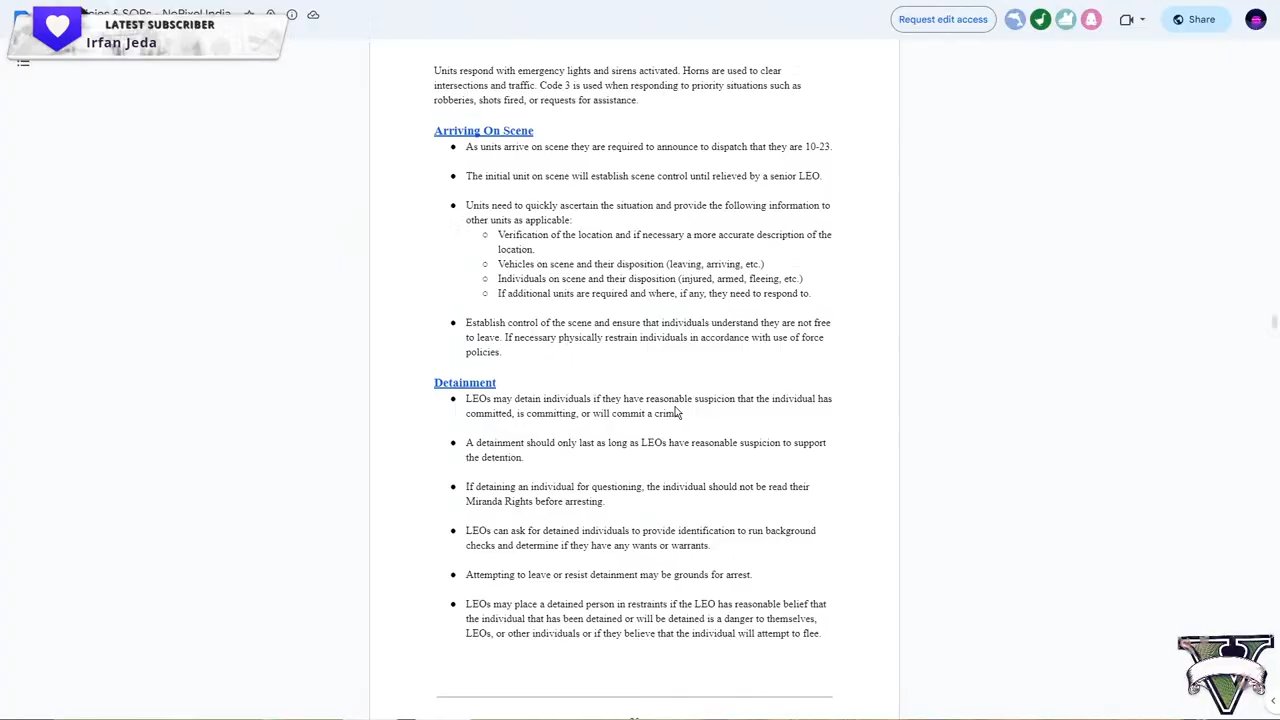 cies & SOPs - NoPixel India
LATEST SUBSCRIBER
Irfan Jeda
Request edit access
Share
Units respond with emergency lights and sirens activated. Horns are used to clear
intersections and traffic. Code 3 is used when responding to priority situations such as
robberies, shots fired, or requests for assistance.
Arriving On Scene
● As units arrive on scene they are required to announce to dispatch that they are 10-23.
● The initial unit on scene will establish scene control until relieved by a senior LEO.
● Units need to quickly ascertain the situation and provide the following information to
other units as applicable:
○ Verification of the location and if necessary a more accurate description of the
location.
○ Vehicles on scene and their disposition (leaving, arriving, etc.)
○ Individuals on scene and their disposition (injured, armed, fleeing, etc.)
○ If additional units are required and where, if any, they need to respond to.
● Establish control of the scene and ensure that individuals understand they are not free
to leave. If necessary physically restrain individuals in accordance with use of force
policies.
Detainment
● LEOs may detain individuals if they have reasonable suspicion that the individual has
committed, is committing, or will commit a crime.
● A detainment should only last as long as LEOs have reasonable suspicion to support
the detention.
● If detaining an individual for questioning, the individual should not be read their
Miranda Rights before arresting.
● LEOs can ask for detained individuals to provide identification to run background
checks and determine if they have any wants or warrants.
● Attempting to leave or resist detainment may be grounds for arrest.
● LEOs may place a detained person in restraints if the LEO has reasonable belief that
the individual that has been detained or will be detained is a danger to themselves,
LEOs, or other individuals or if they believe that the individual will attempt to flee.
V